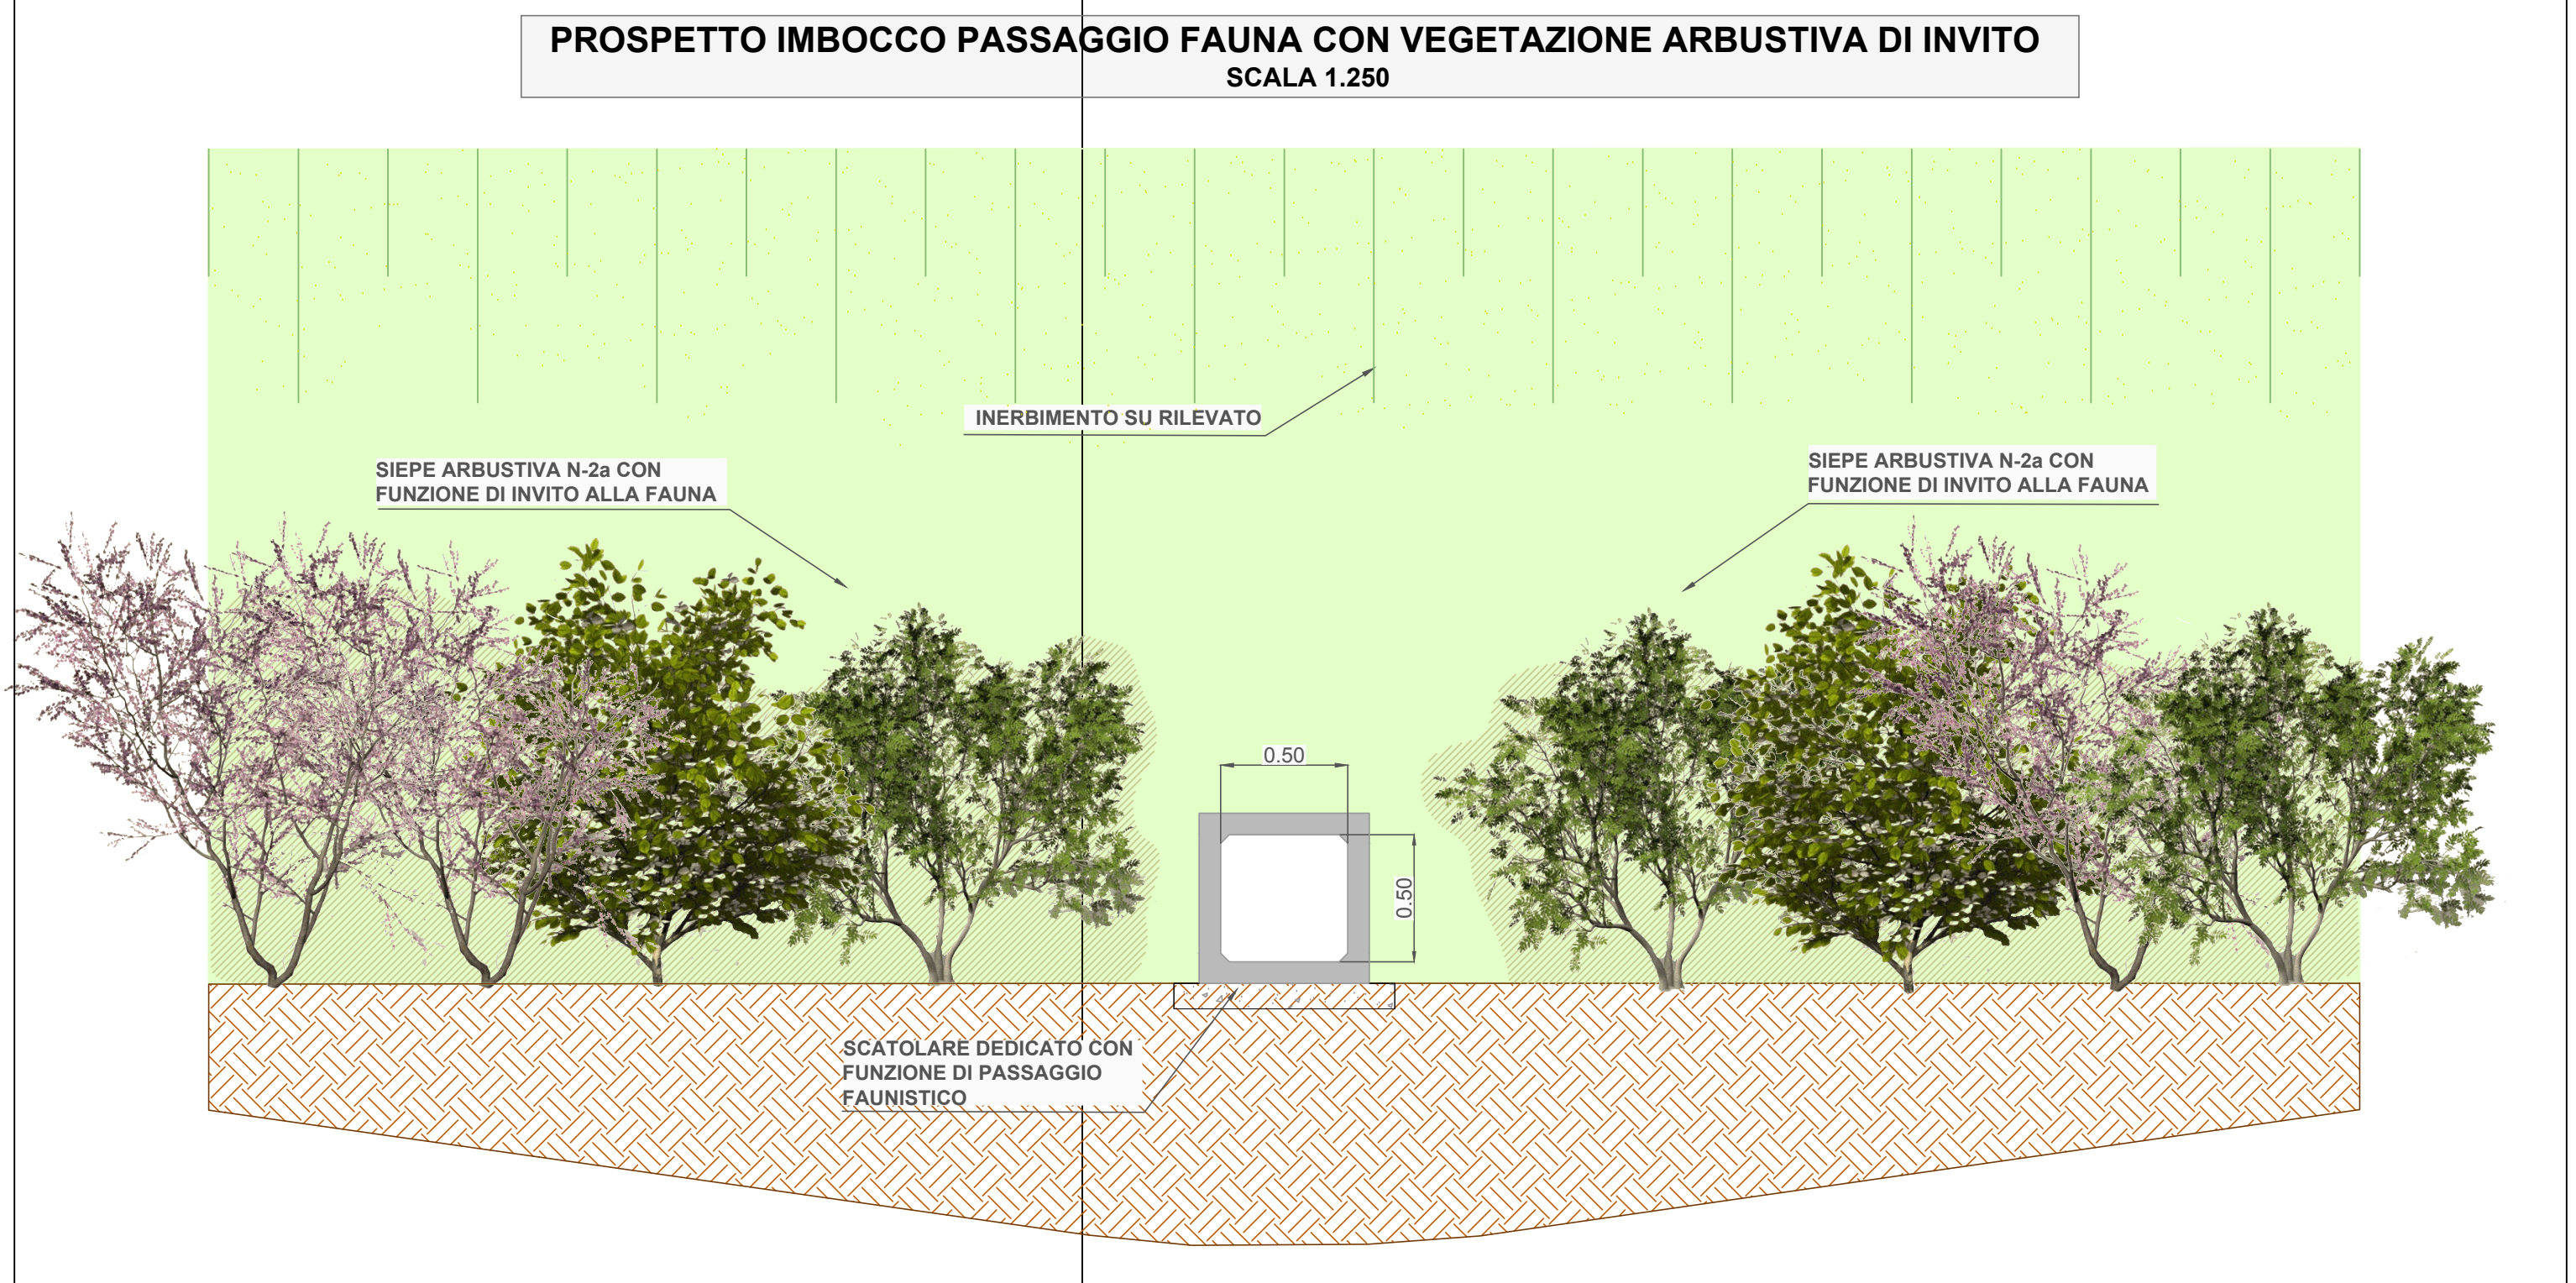 PROSPETTO IMBOCCO PASSAGGIO FAUNA CON VEGETAZIONE ARBUSTIVA DI INVITO
SCALA 1.250
INERBIMENTO SU RILEVATO
SIEPE ARBUSTIVA N-2a CON
FUNZIONE DI INVITO ALLA FAUNA
SIEPE ARBUSTIVA N-2a CON
FUNZIONE DI INVITO ALLA FAUNA
0.50
0.50
SCATOLARE DEDICATO CON
FUNZIONE DI PASSAGGIO
FAUNISTICO